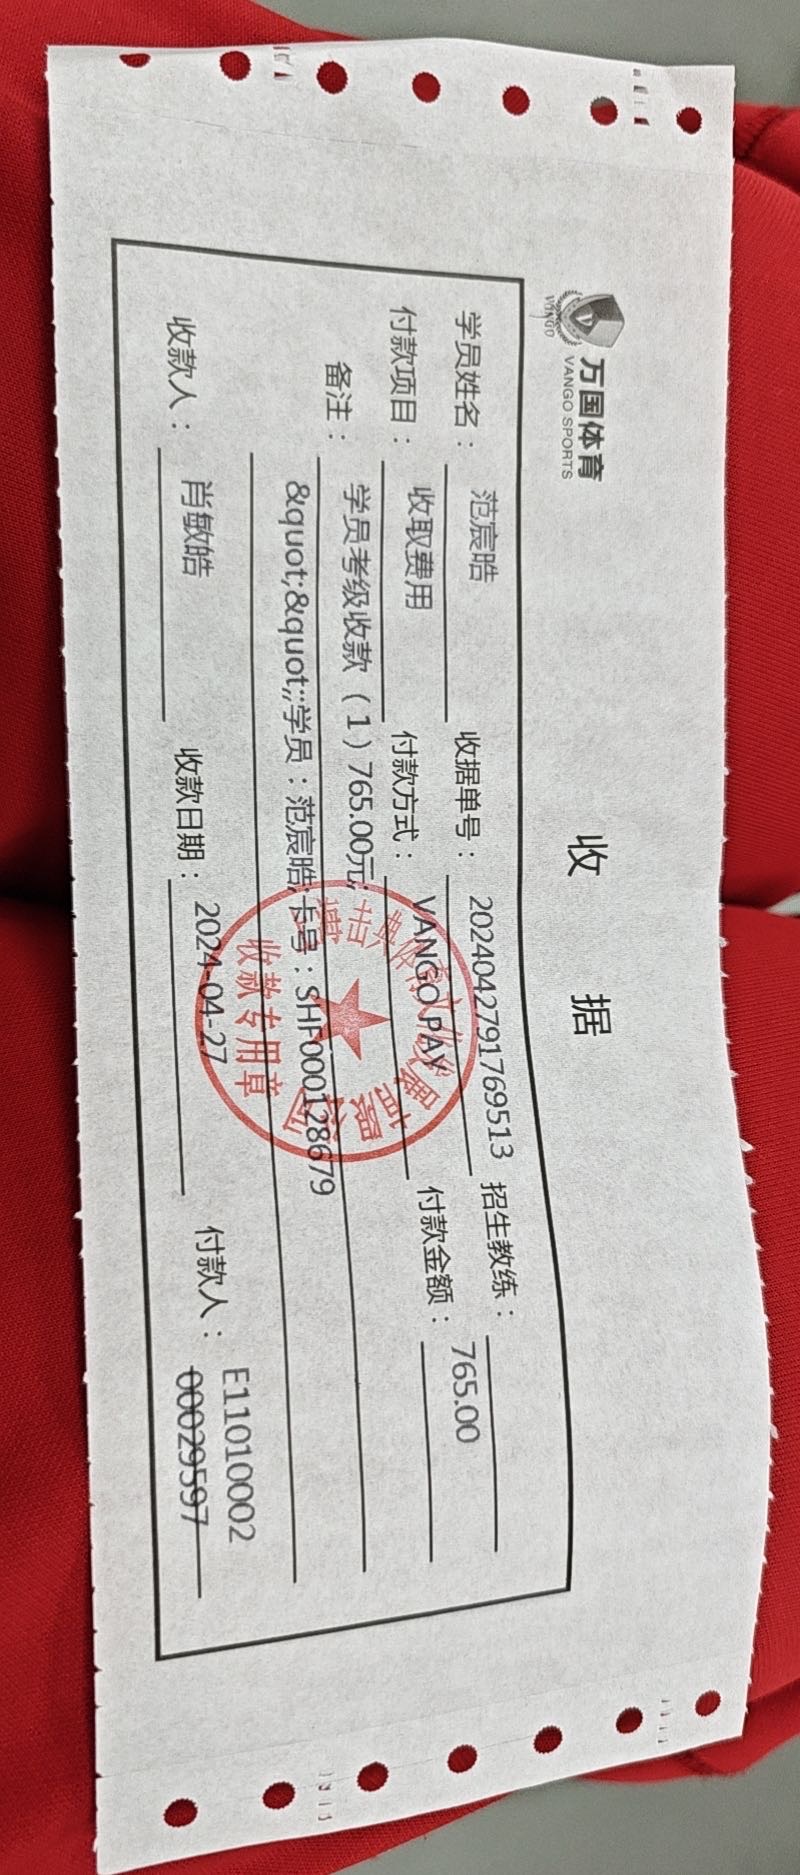 VANGO
万国体育
VANGO SPORTS
收 据
学员姓名： 范宸皓 收据单号： 2024042791769513 招生教练：
付款项目： 收取费用 付款方式： VANGO PAY 付款金额： 765.00
备注： 学员考级收款（1）765.00元;
&quot;&quot;;学员：范宸皓;卡号：SHF000128679
收款人： 肖敏皓 收款日期： 2024-04-27 付款人： E11010002
00029597
收款专用章